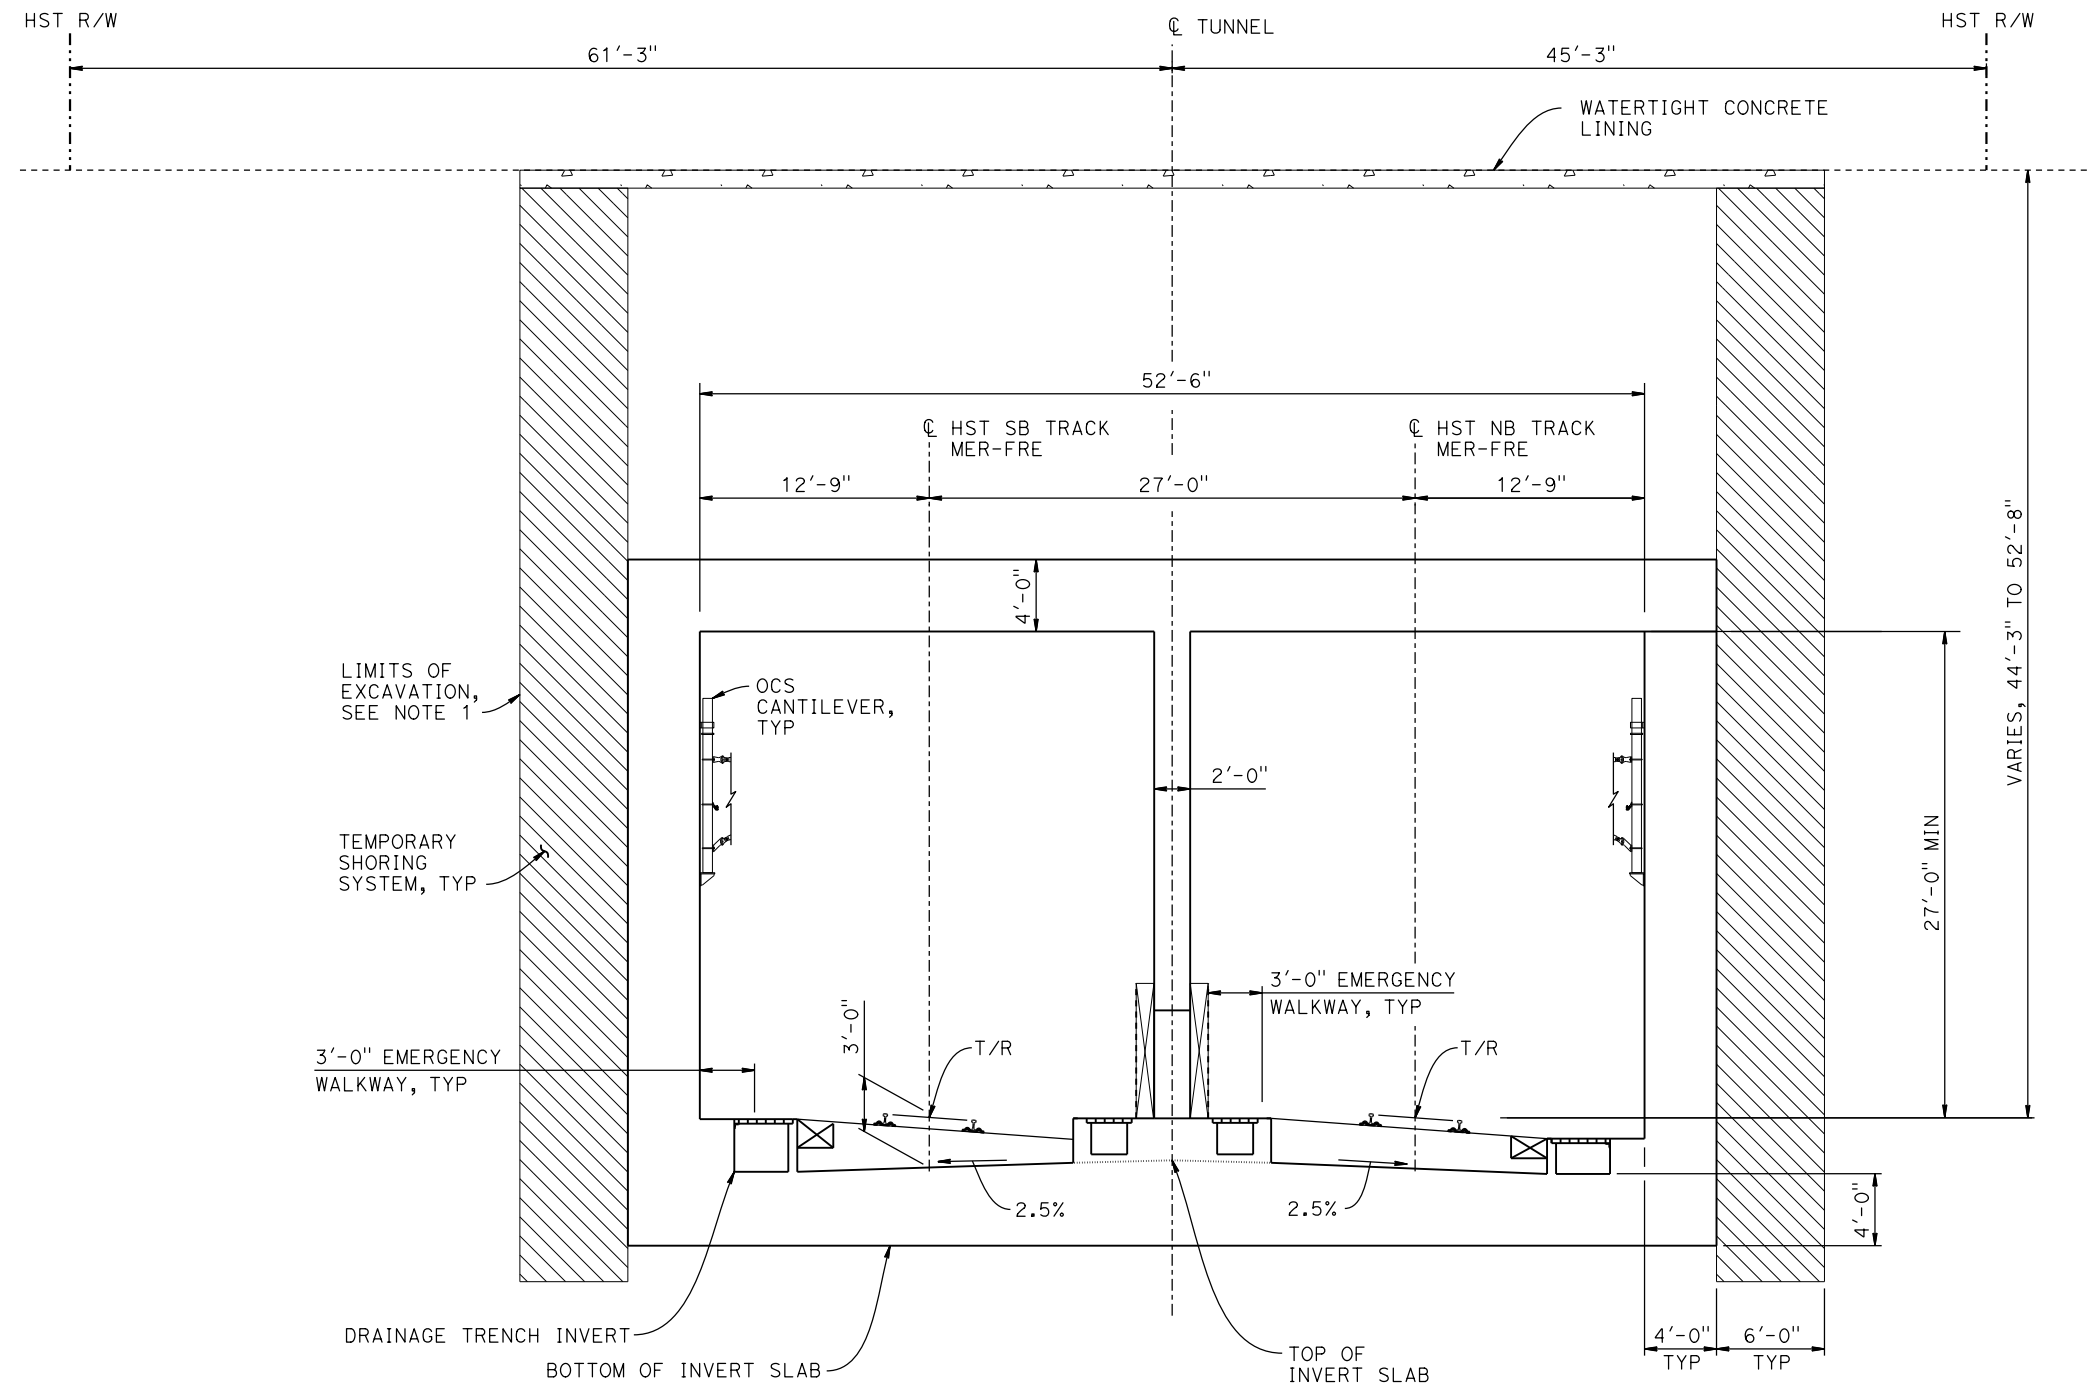 HST R/W
℄ TUNNEL
HST R/W
61'-3"
45'-3"
WATERTIGHT CONCRETE
LINING
52'-6"
℄ HST SB TRACK
MER-FRE
℄ HST NB TRACK
MER-FRE
12'-9"
27'-0"
12'-9"
VARIES, 44'-3" TO 52'-8"
4'-0"
LIMITS OF
EXCAVATION,
SEE NOTE 1
OCS
CANTILEVER,
TYP
2'-0"
TEMPORARY
SHORING
SYSTEM, TYP
27'-0" MIN
3'-0" EMERGENCY
WALKWAY, TYP
3'-0"
T/R
T/R
3'-0" EMERGENCY
WALKWAY, TYP
2.5%
2.5%
4'-0"
DRAINAGE TRENCH INVERT
BOTTOM OF INVERT SLAB
TOP OF
INVERT SLAB
4'-0"
TYP
6'-0"
TYP